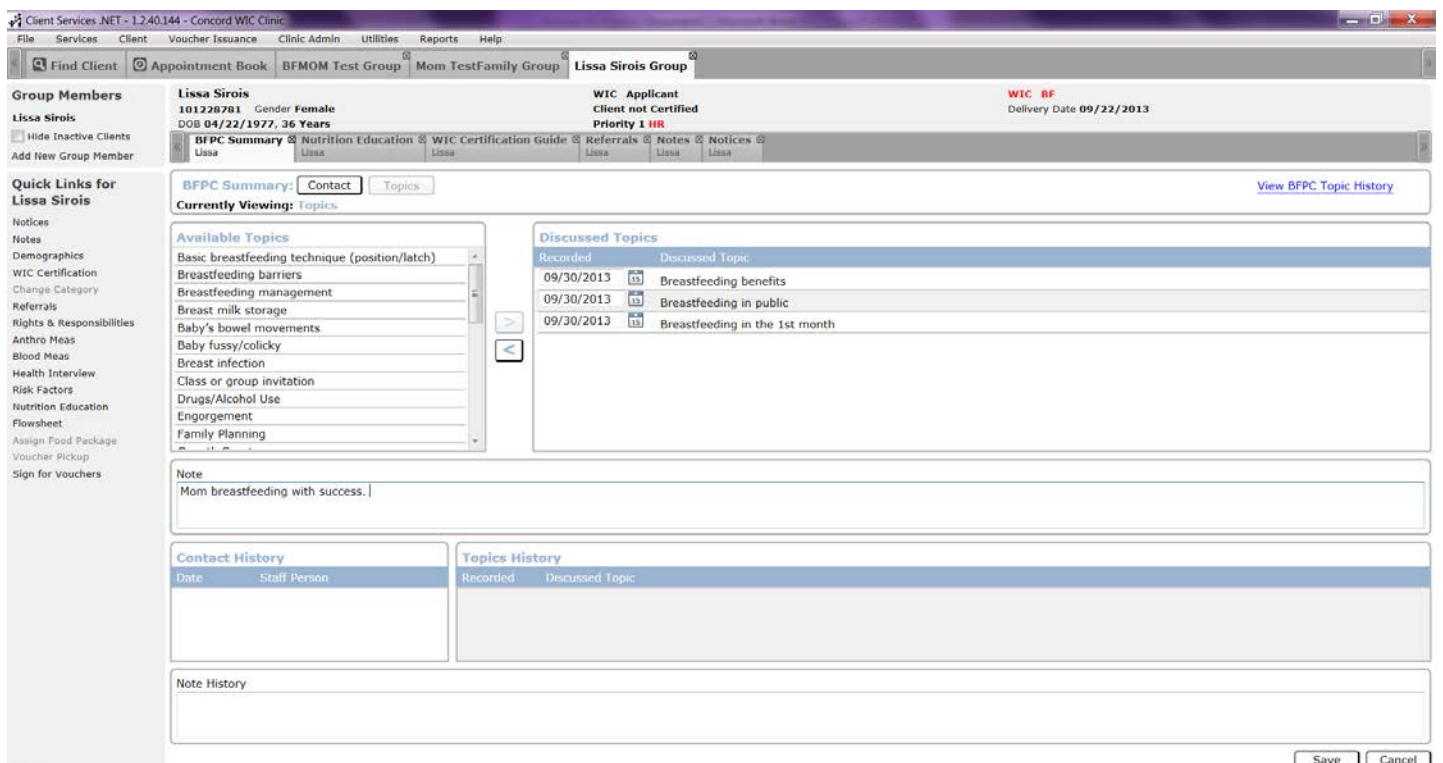 Client Services .NET - 1.2.40.144 - Concord WIC Clinic
File Services Client Voucher Issuance Clinic Admin Utilities Reports Help
Find Client Appointment Book BFMOM Test Group Mom TestFamily Group Lissa Sirois Group
Group Members
Lissa Sirois
Hide Inactive Clients
Add New Group Member
Quick Links for
Lissa Sirois
Notices
Notes
Demographics
WIC Certification
Change Category
Referrals
Rights & Responsibilities
Anthro Meas
Blood Meas
Health Interview
Risk Factors
Nutrition Education
Flowsheet
Assign Food Package
Voucher Pickup
Sign for Vouchers
Lissa Sirois
101228781 Gender Female
DOB 04/22/1977, 36 Years
WIC Applicant
Client not Certified
Priority 1 HR
WIC BF
Delivery Date 09/22/2013
BFPC Summary Nutrition Education WIC Certification Guide Referrals Notes Notices
Lissa Lissa Lissa Lissa Lissa Lissa
BFPC Summary: Contact Topics
View BFPC Topic History
Currently Viewing: Topics
Available Topics
Basic breastfeeding technique (position/latch)
Breastfeeding barriers
Breastfeeding management
Breast milk storage
Baby's bowel movements
Baby fussy/colicky
Breast infection
Class or group invitation
Drugs/Alcohol Use
Engorgement
Family Planning
>
<
Discussed Topics
Recorded Discussed Topic
09/30/2013 15 Breastfeeding benefits
09/30/2013 15 Breastfeeding in public
09/30/2013 15 Breastfeeding in the 1st month
Note
Mom breastfeeding with success.
Contact History
Date Staff Person
Topics History
Recorded Discussed Topic
Note History
Save Cancel